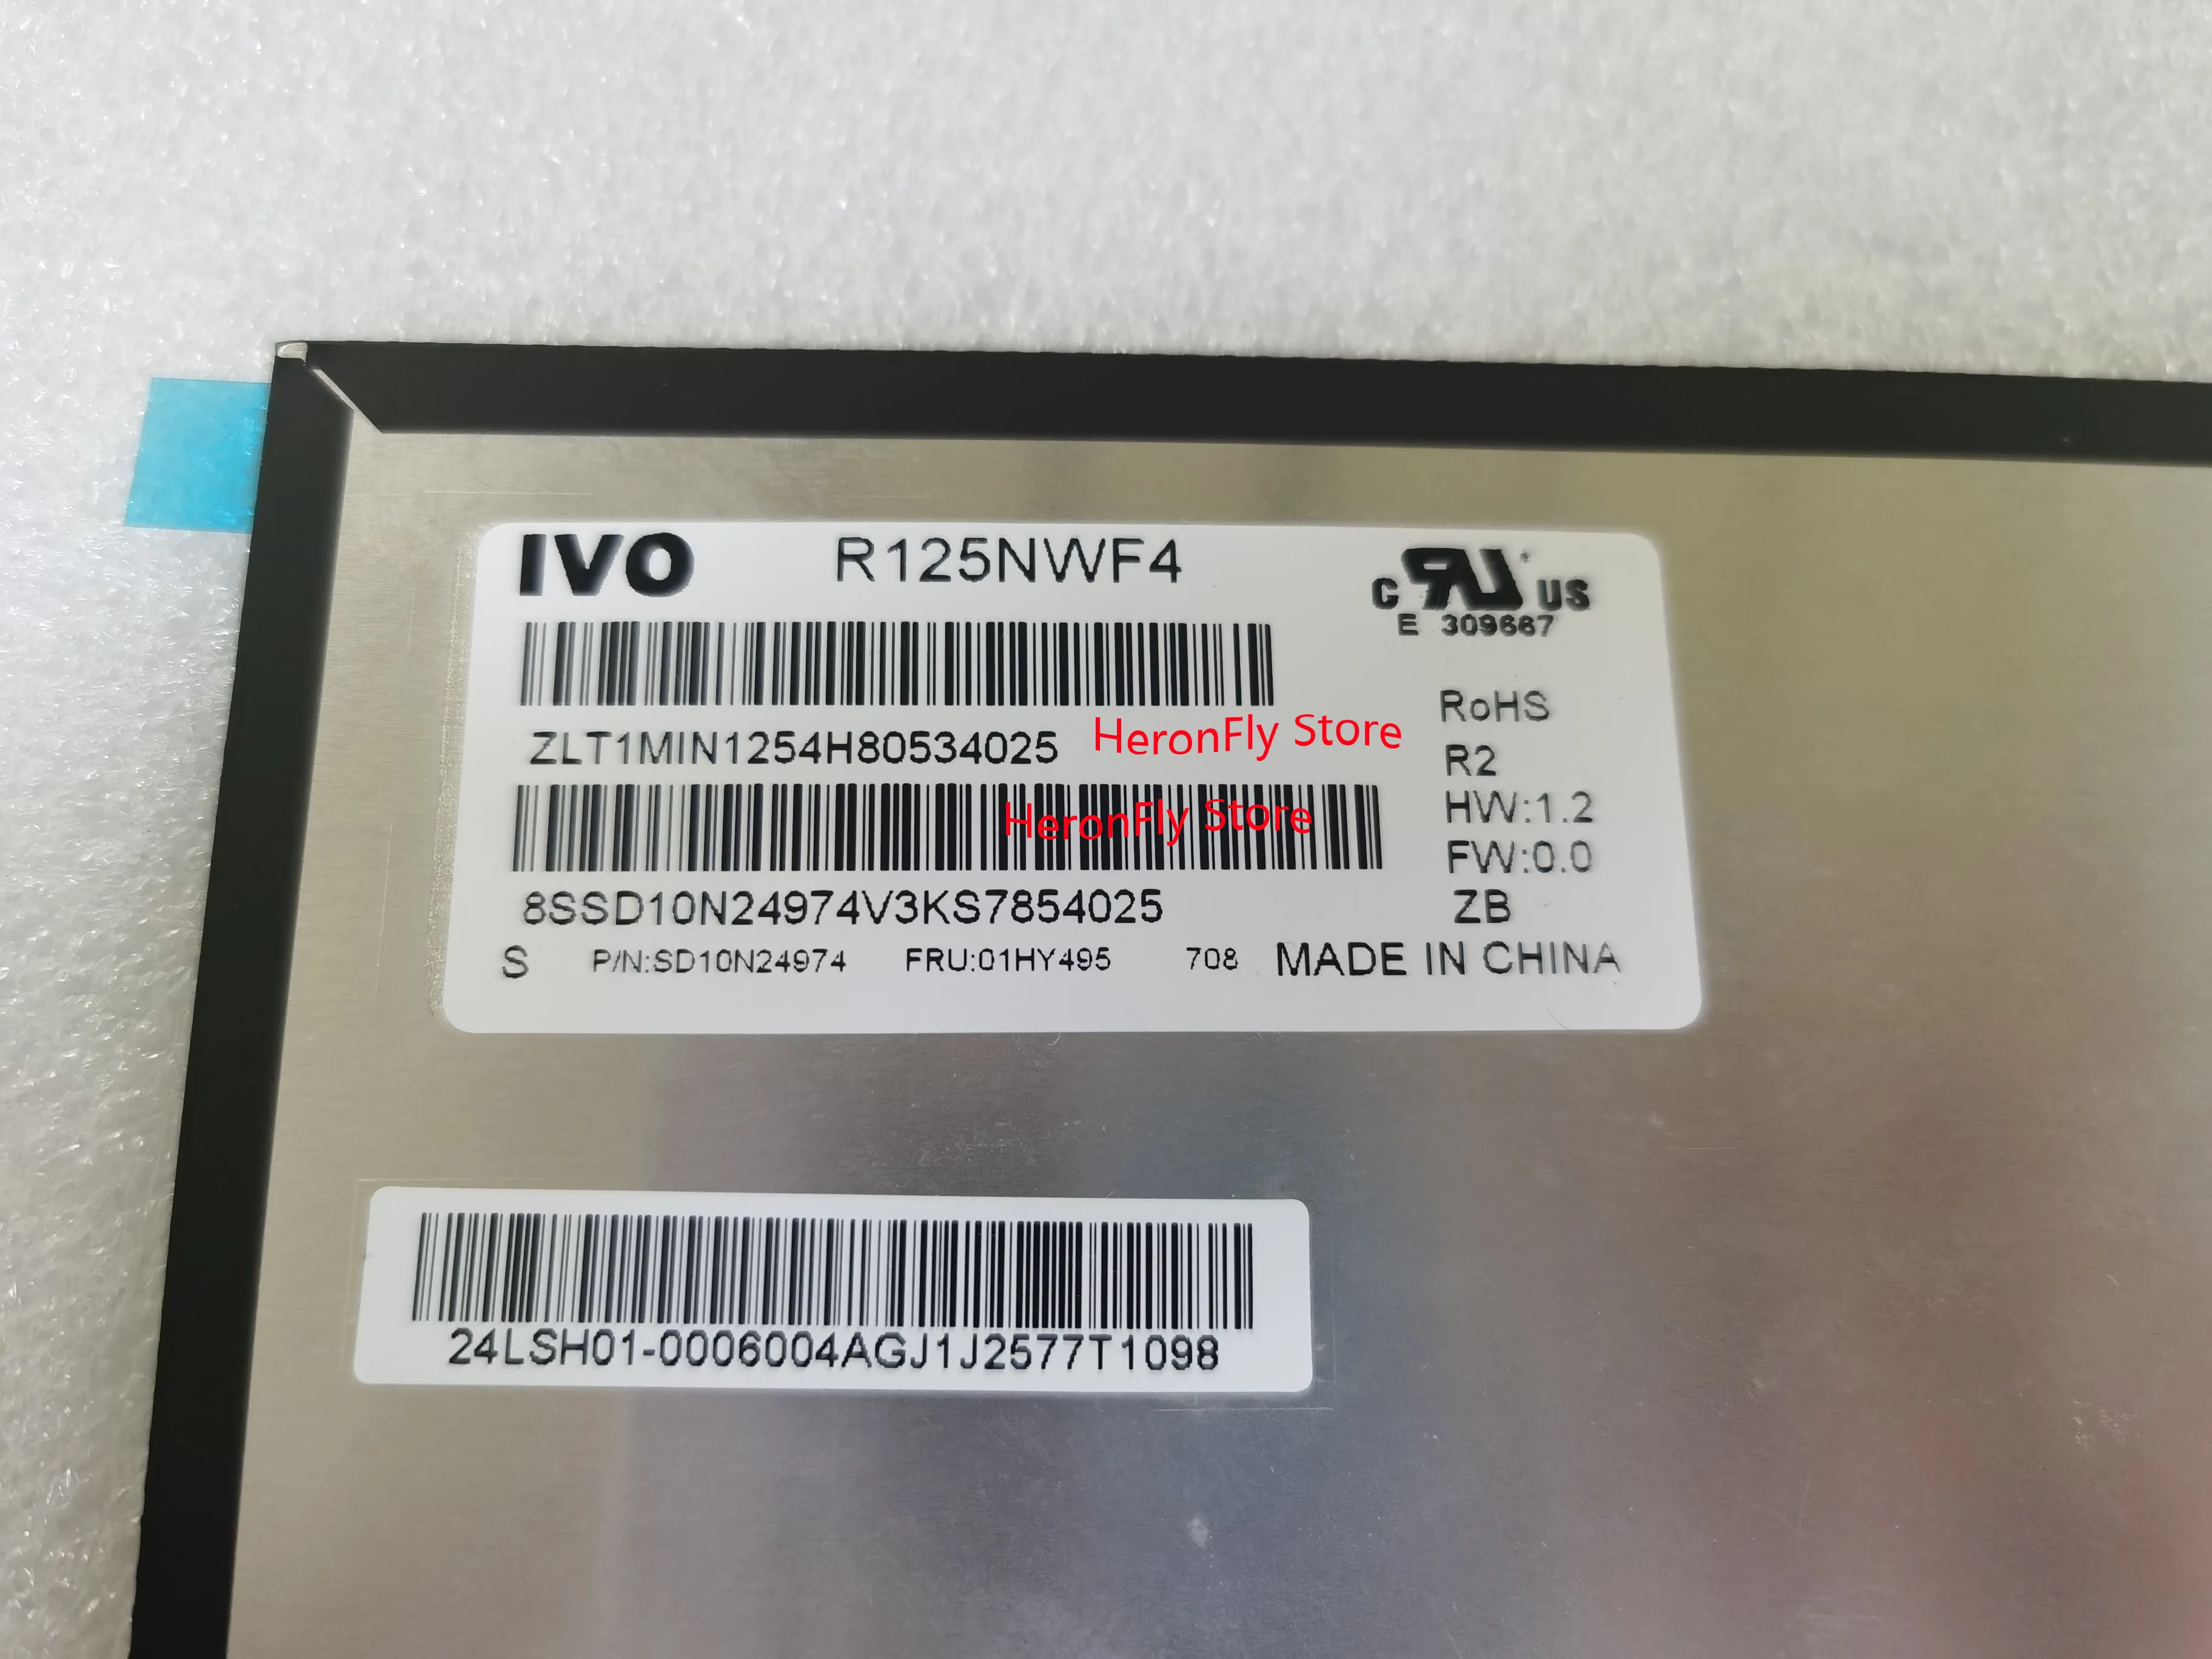 IVO R125NWF4
C RU US
E 309667
ZLT1MIN1254H80534025
HeronFly Store
RoHS
R2
HeronFly Store
HW:1.2
FW:0.0
8SSD10N24974V3KS7854025
ZB
S P/N:SD10N24974 FRU:01HY495 708 MADE IN CHINA
24LSH01-0006004AGJ1J2577T1098